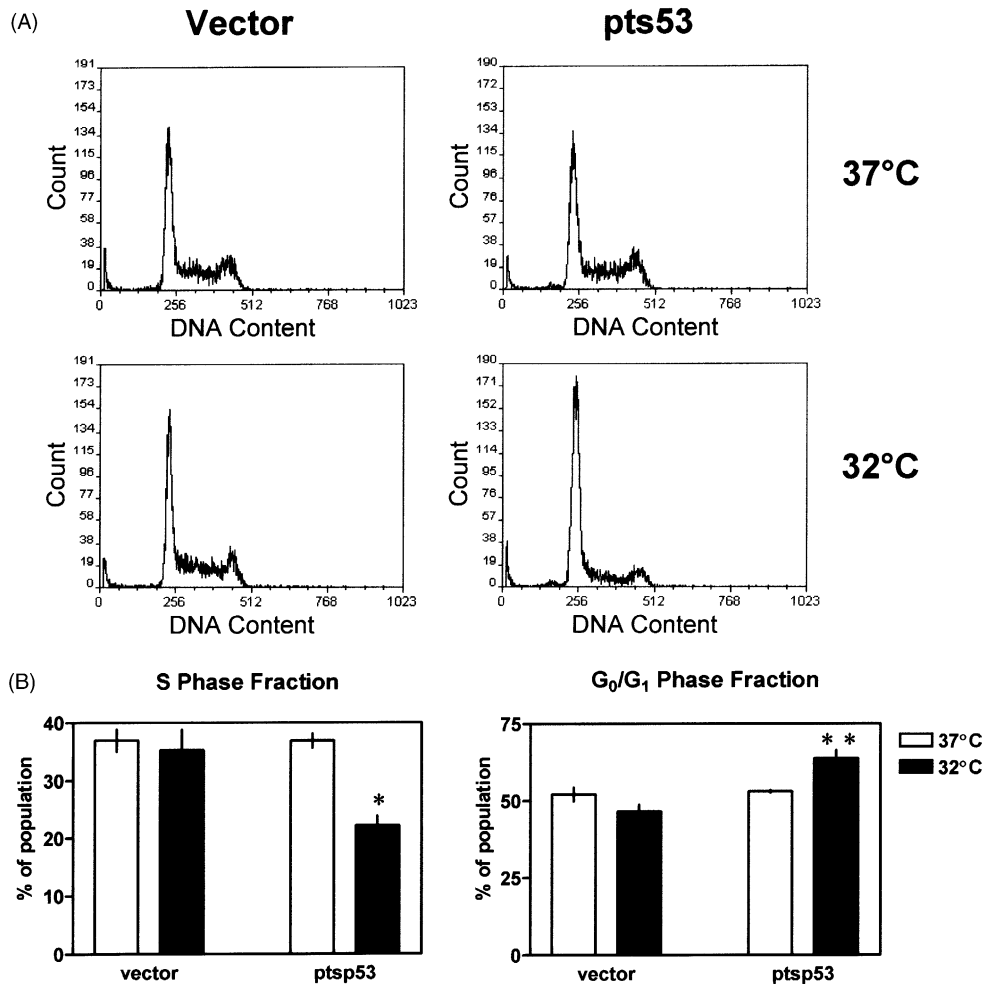 (A)
Vector
pts53
191
173
154
134
115
96
77
58
38
19
0
Count
0 256 512 768 1023
DNA Content
190
172
153
134
115
96
76
58
38
19
0
Count
0 256 512 768 1023
DNA Content
37°C
191
173
154
134
115
96
77
58
38
19
0
Count
0 256 512 768 1023
DNA Content
190
171
152
133
114
95
76
57
38
19
0
Count
0 256 512 768 1023
DNA Content
32°C
(B)
S Phase Fraction
40
30
20
10
0
% of population
*
vector ptsp53
G0/G1 Phase Fraction
75
50
25
0
% of population
* *
vector ptsp53
37°C
32°C